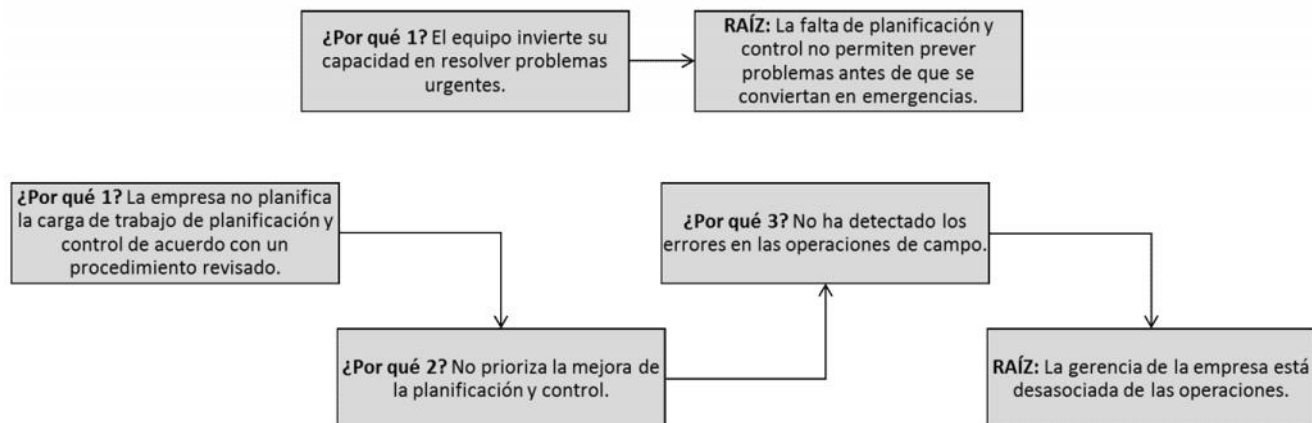 ¿Por qué 1? El equipo invierte su
capacidad en resolver problemas
urgentes.
RAÍZ: La falta de planificación y
control no permiten prever
problemas antes de que se
conviertan en emergencias.
¿Por qué 1? La empresa no planifica
la carga de trabajo de planificación y
control de acuerdo con un
procedimiento revisado.
¿Por qué 2? No prioriza la mejora de
la planificación y control.
¿Por qué 3? No ha detectado los
errores en las operaciones de campo.
RAÍZ: La gerencia de la empresa está
desasociada de las operaciones.